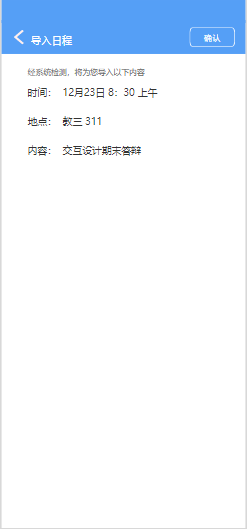 导入日程
确认
经系统检测，将为您导入以下内容
时间： 12月23日 8：30 上午
地点： 教三 311
内容： 交互设计期末答辩